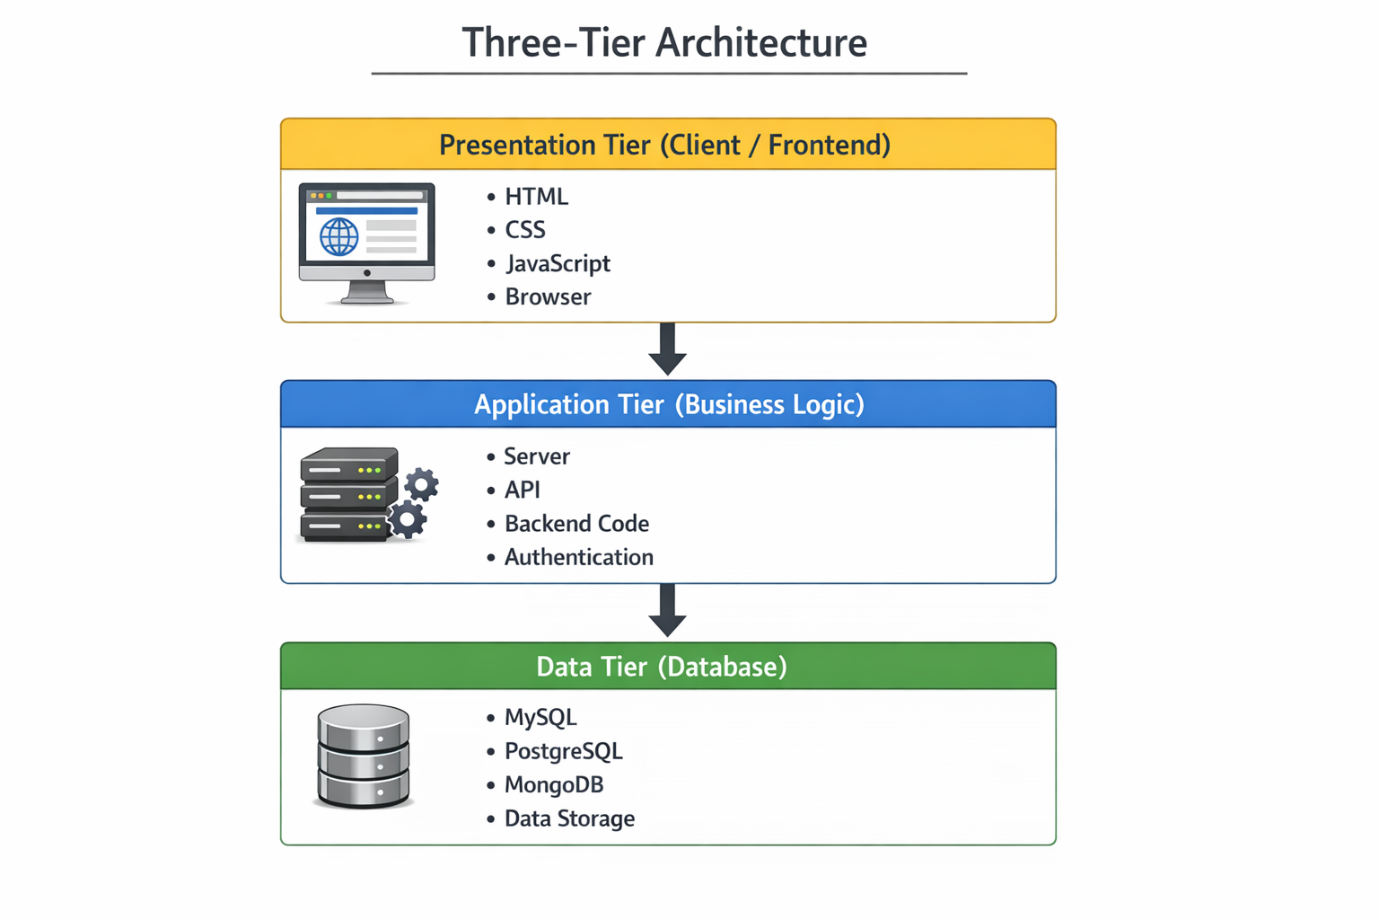 Three-Tier Architecture
Presentation Tier (Client / Frontend)
• HTML
• CSS
• JavaScript
• Browser
Application Tier (Business Logic)
• Server
• API
• Backend Code
• Authentication
Data Tier (Database)
• MySQL
• PostgreSQL
• MongoDB
• Data Storage